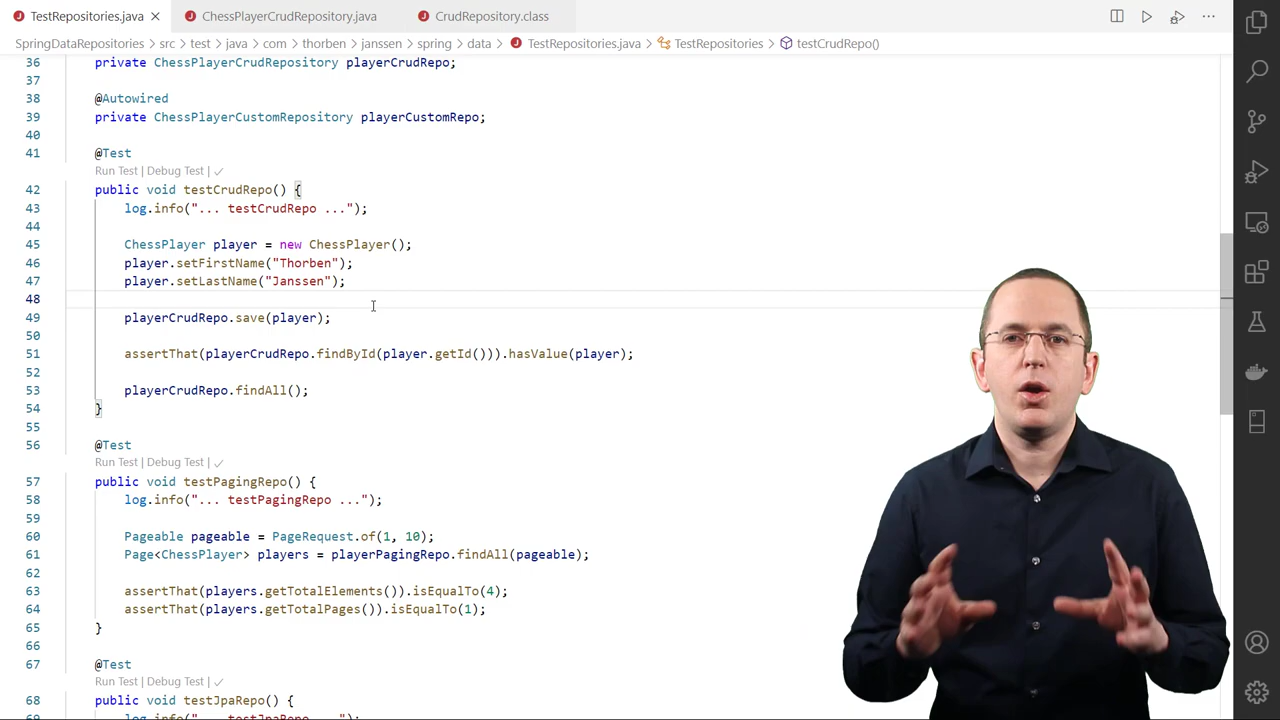 TestRepositories.java
ChessPlayerCrudRepository.java
CrudRepository.class
SpringDataRepositories > src > test > java > com > thorben > janssen > spring > data > TestRepositories.java > TestRepositories > testCrudRepo()
36 private ChessPlayerCrudRepository playerCrudRepo;
37
38 @Autowired
39 private ChessPlayerCustomRepository playerCustomRepo;
40
41 @Test
Run Test | Debug Test | ✓
42 public void testCrudRepo() {
43 log.info("... testCrudRepo ...");
44
45 ChessPlayer player = new ChessPlayer();
46 player.setFirstName("Thorben");
47 player.setLastName("Janssen");
48
49 playerCrudRepo.save(player);
50
51 assertThat(playerCrudRepo.findById(player.getId())).hasValue(player);
52
53 playerCrudRepo.findAll();
54 }
55
56 @Test
Run Test | Debug Test | ✓
57 public void testPagingRepo() {
58 log.info("... testPagingRepo ...");
59
60 Pageable pageable = PageRequest.of(1, 10);
61 Page<ChessPlayer> players = playerPagingRepo.findAll(pageable);
62
63 assertThat(players.getTotalElements()).isEqualTo(4);
64 assertThat(players.getTotalPages()).isEqualTo(1);
65 }
66
67 @Test
Run Test | Debug Test | ✓
68 public void testJpaRepo() {
69 log.info("... testJpaRepo ...");